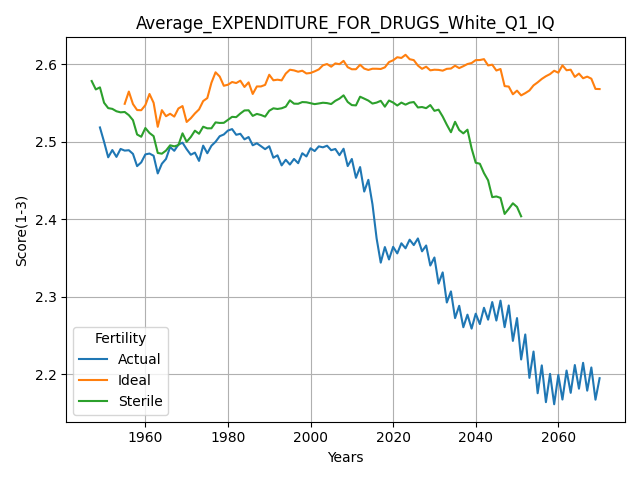 Average_EXPENDITURE_FOR_DRUGS_White_Q1_IQ
2.6
2.5
2.4
2.3
2.2
Score(1-3)
Fertility
Actual
Ideal
Sterile
1960 1980 2000 2020 2040 2060
Years